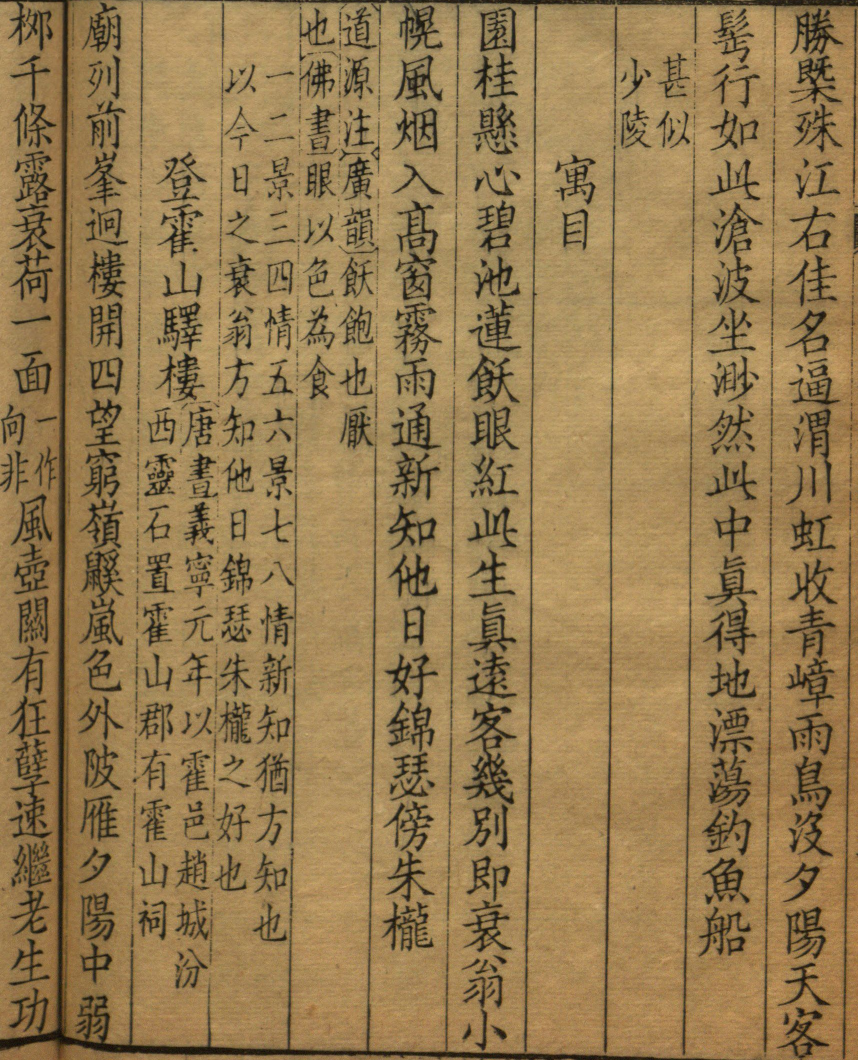 勝槩殊江右佳名逼渭川虹收青嶂雨鳥没夕陽天客
髩行如此滄波坐渺然此中眞得地漂蕩釣魚船
甚似
少陵
寓目
園桂懸心碧池蓮飫眼紅此生眞遠客幾别即衰翁小
幌風烟入髙窗霧雨通新知他日好錦瑟傍朱櫳
道源注廣韻飫飽也厭
也佛書眼以色為食
一二景三四情五六景七八情新知猶方知也
以今日之衰翁方知他日錦瑟朱櫳之好也
登霍山驛樓
唐書義寧元年以霍邑趙城汾
西靈石置霍山郡有霍山祠
廟列前峯迥樓開四望窮嶺鼷嵐色外陂雁夕陽中弱
栁千條露衰荷一面
一作
向非
風壺關有狂孽速繼老生功